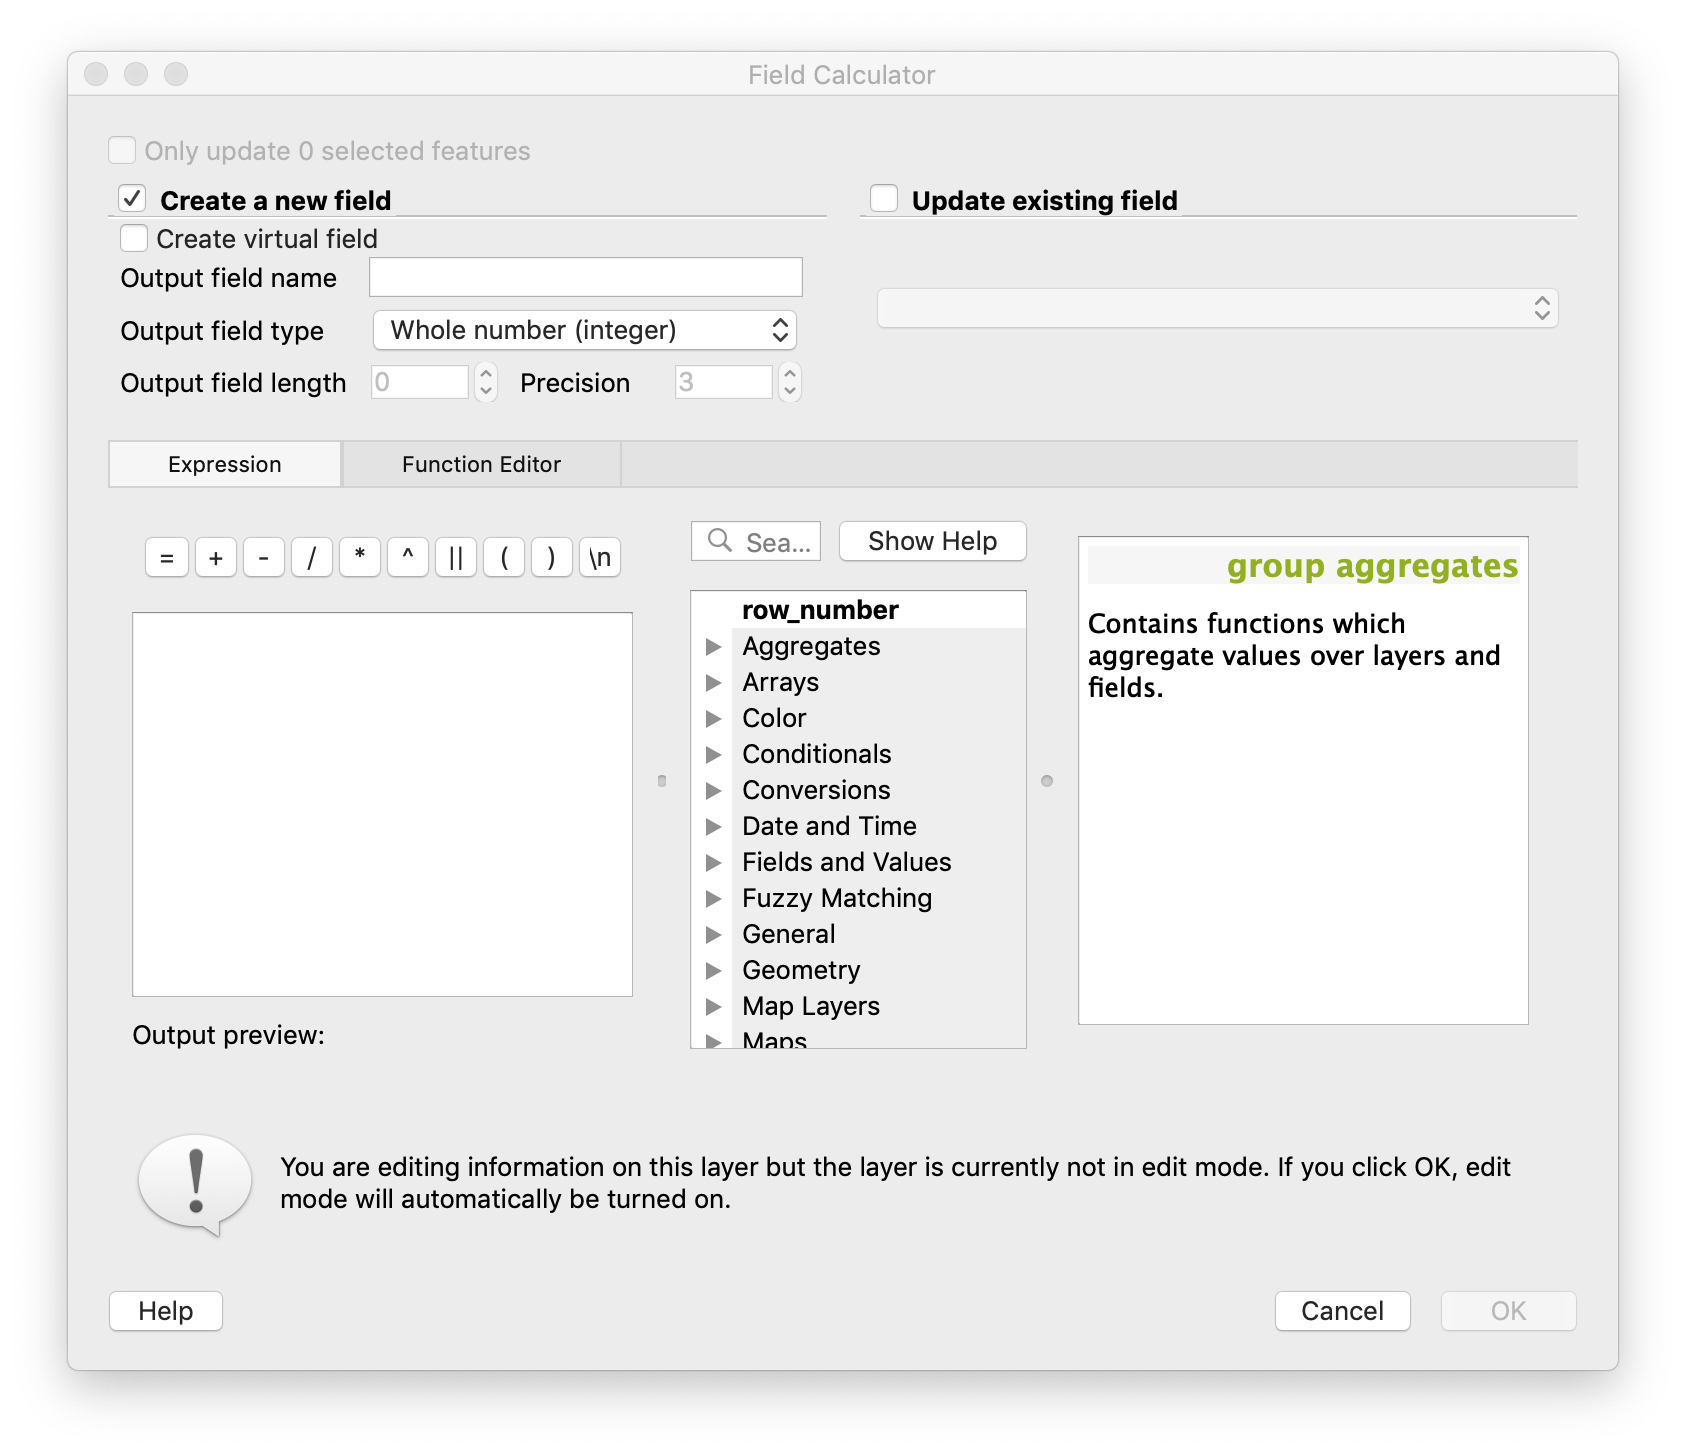 Field Calculator
Only update 0 selected features
Create a new field
Update existing field
Create virtual field
Output field name
Output field type
Whole number (integer)
Output field length
0
Precision
3
Expression
Function Editor
= + - / * ^ || ( ) \n
Sea...
Show Help
row_number
Aggregates
Arrays
Color
Conditionals
Conversions
Date and Time
Fields and Values
Fuzzy Matching
General
Geometry
Map Layers
Maps
group aggregates
Contains functions which
aggregate values over layers and
fields.
Output preview:
You are editing information on this layer but the layer is currently not in edit mode. If you click OK, edit
mode will automatically be turned on.
Help
Cancel
OK